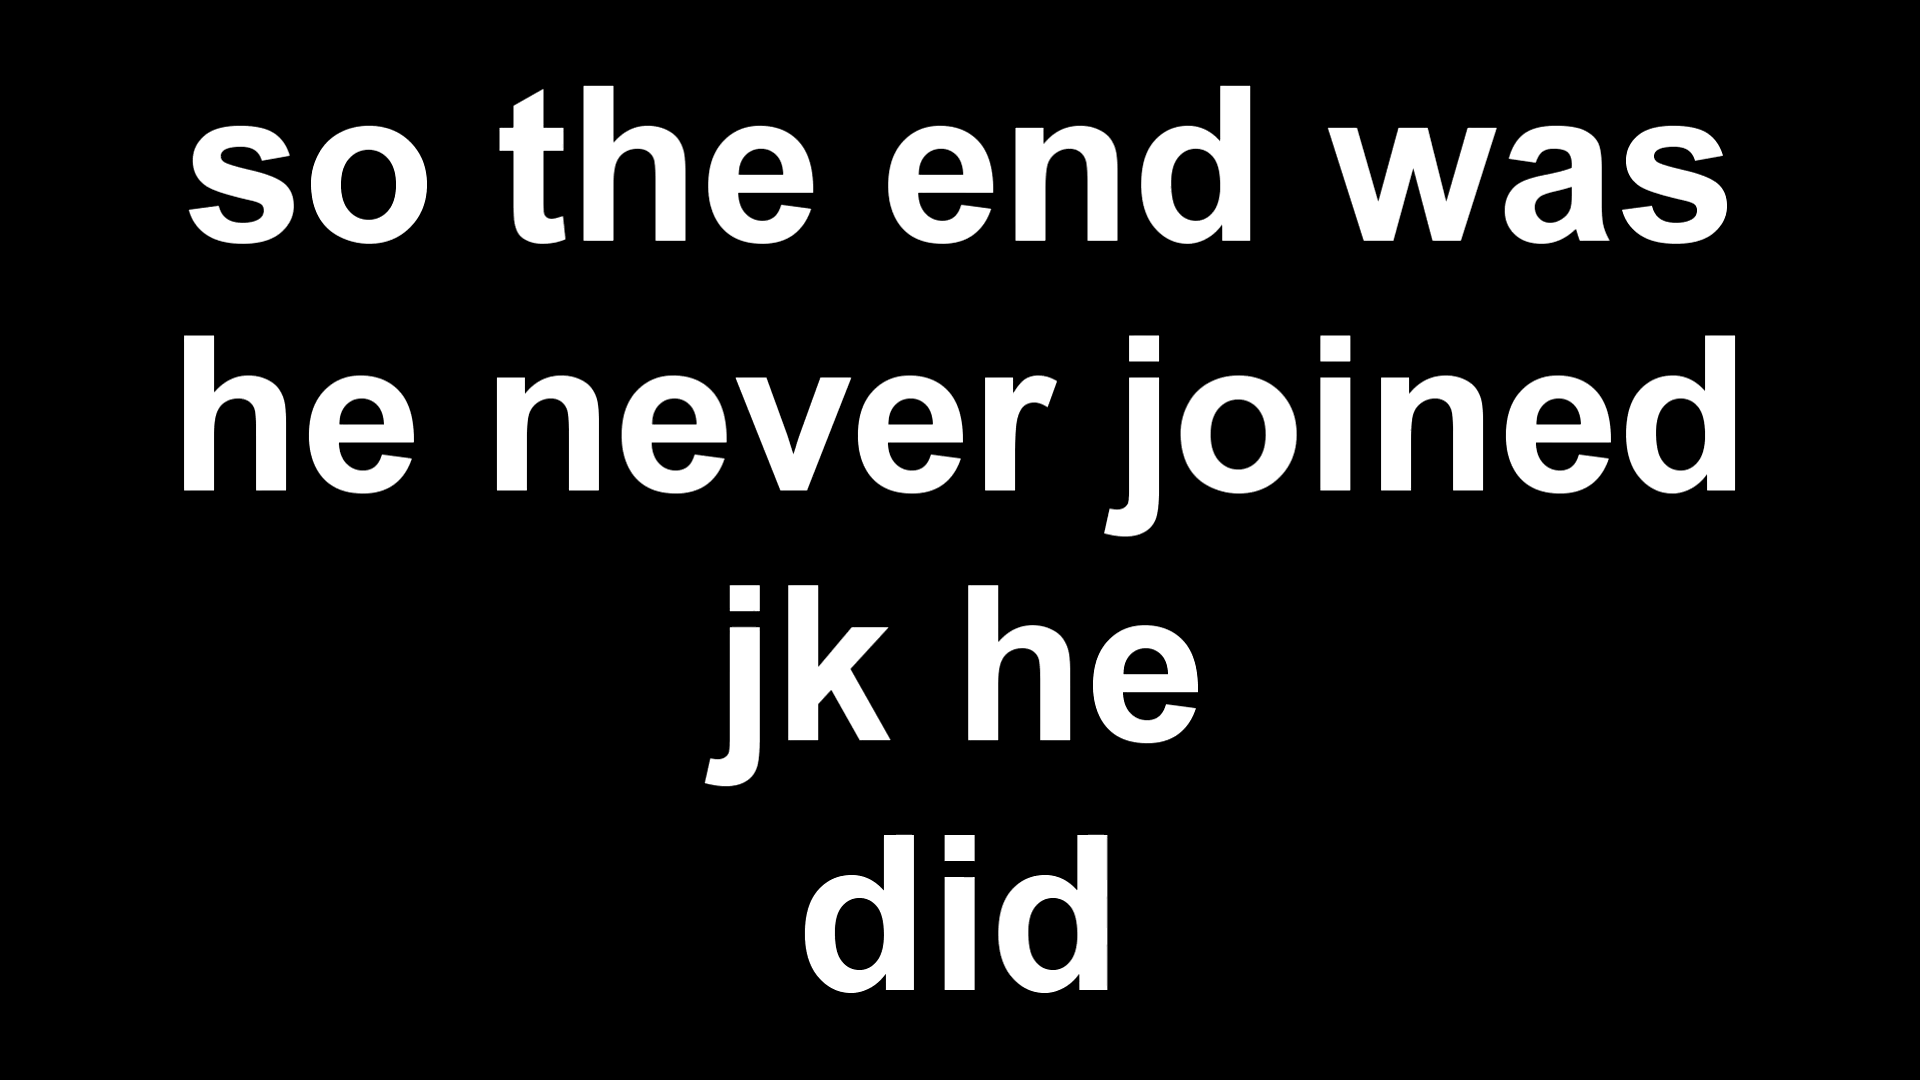 so the end was
he never joined
jk he
did